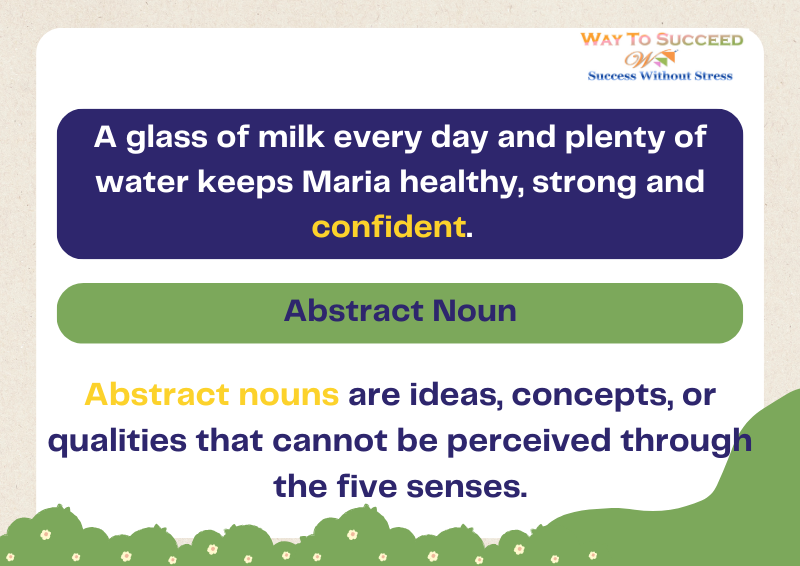 WAY TO SUCCEED
W
Success Without Stress
A glass of milk every day and plenty of
water keeps Maria healthy, strong and
confident.
Abstract Noun
Abstract nouns are ideas, concepts, or
qualities that cannot be perceived through
the five senses.